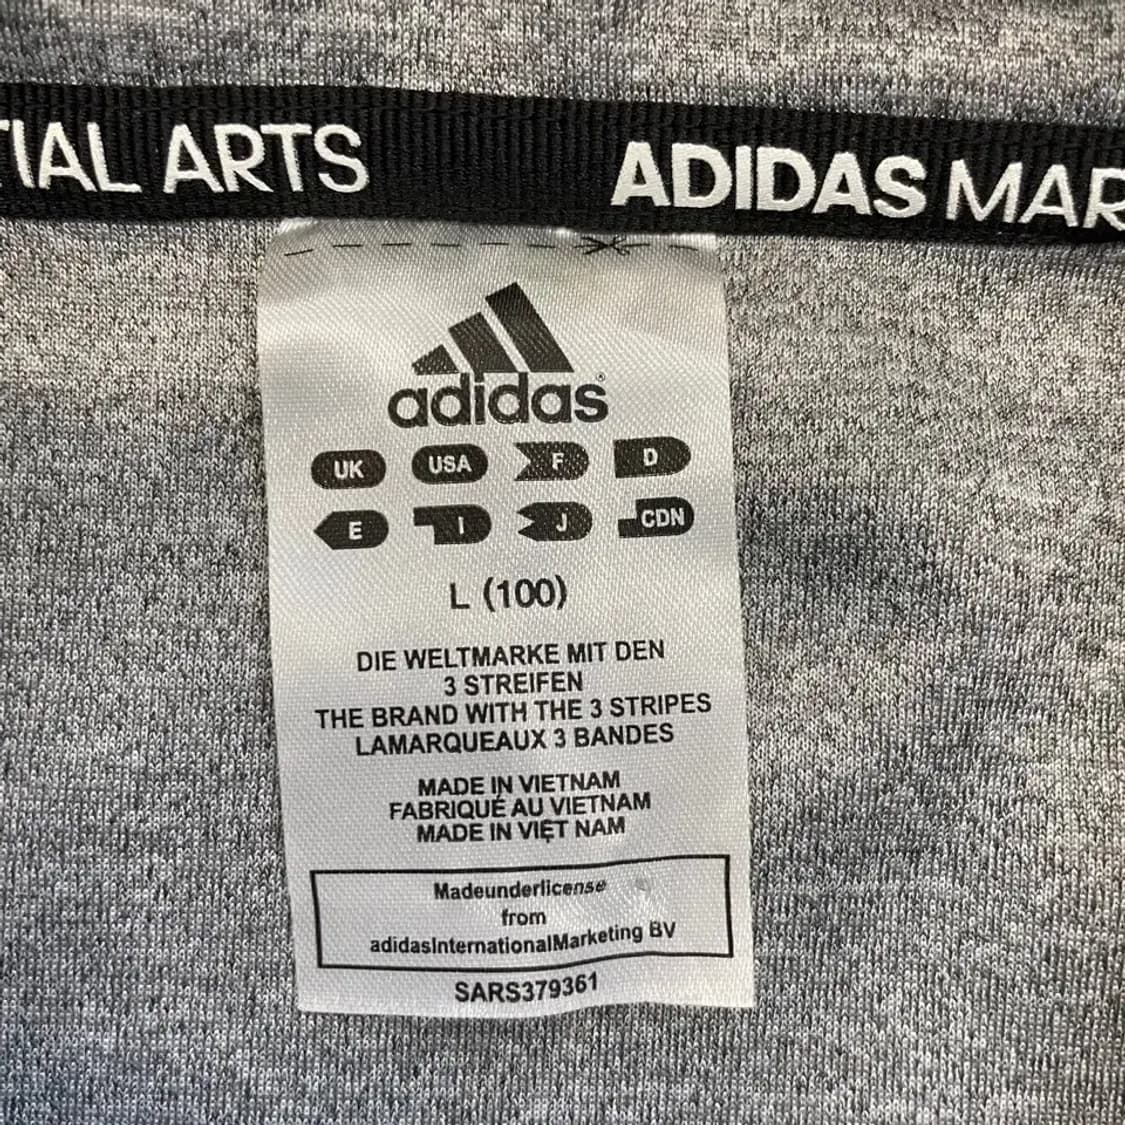 TIAL ARTS ADIDAS MAR
adidas®
UK USA F D
E I J CDN
L (100)
DIE WELTMARKE MIT DEN
3 STREIFEN
THE BRAND WITH THE 3 STRIPES
LAMARQUEAUX 3 BANDES
MADE IN VIETNAM
FABRIQUÉ AU VIETNAM
MADE IN VIỆT NAM
Madeunderlicense
from
adidasInternationalMarketing BV
SARS379361